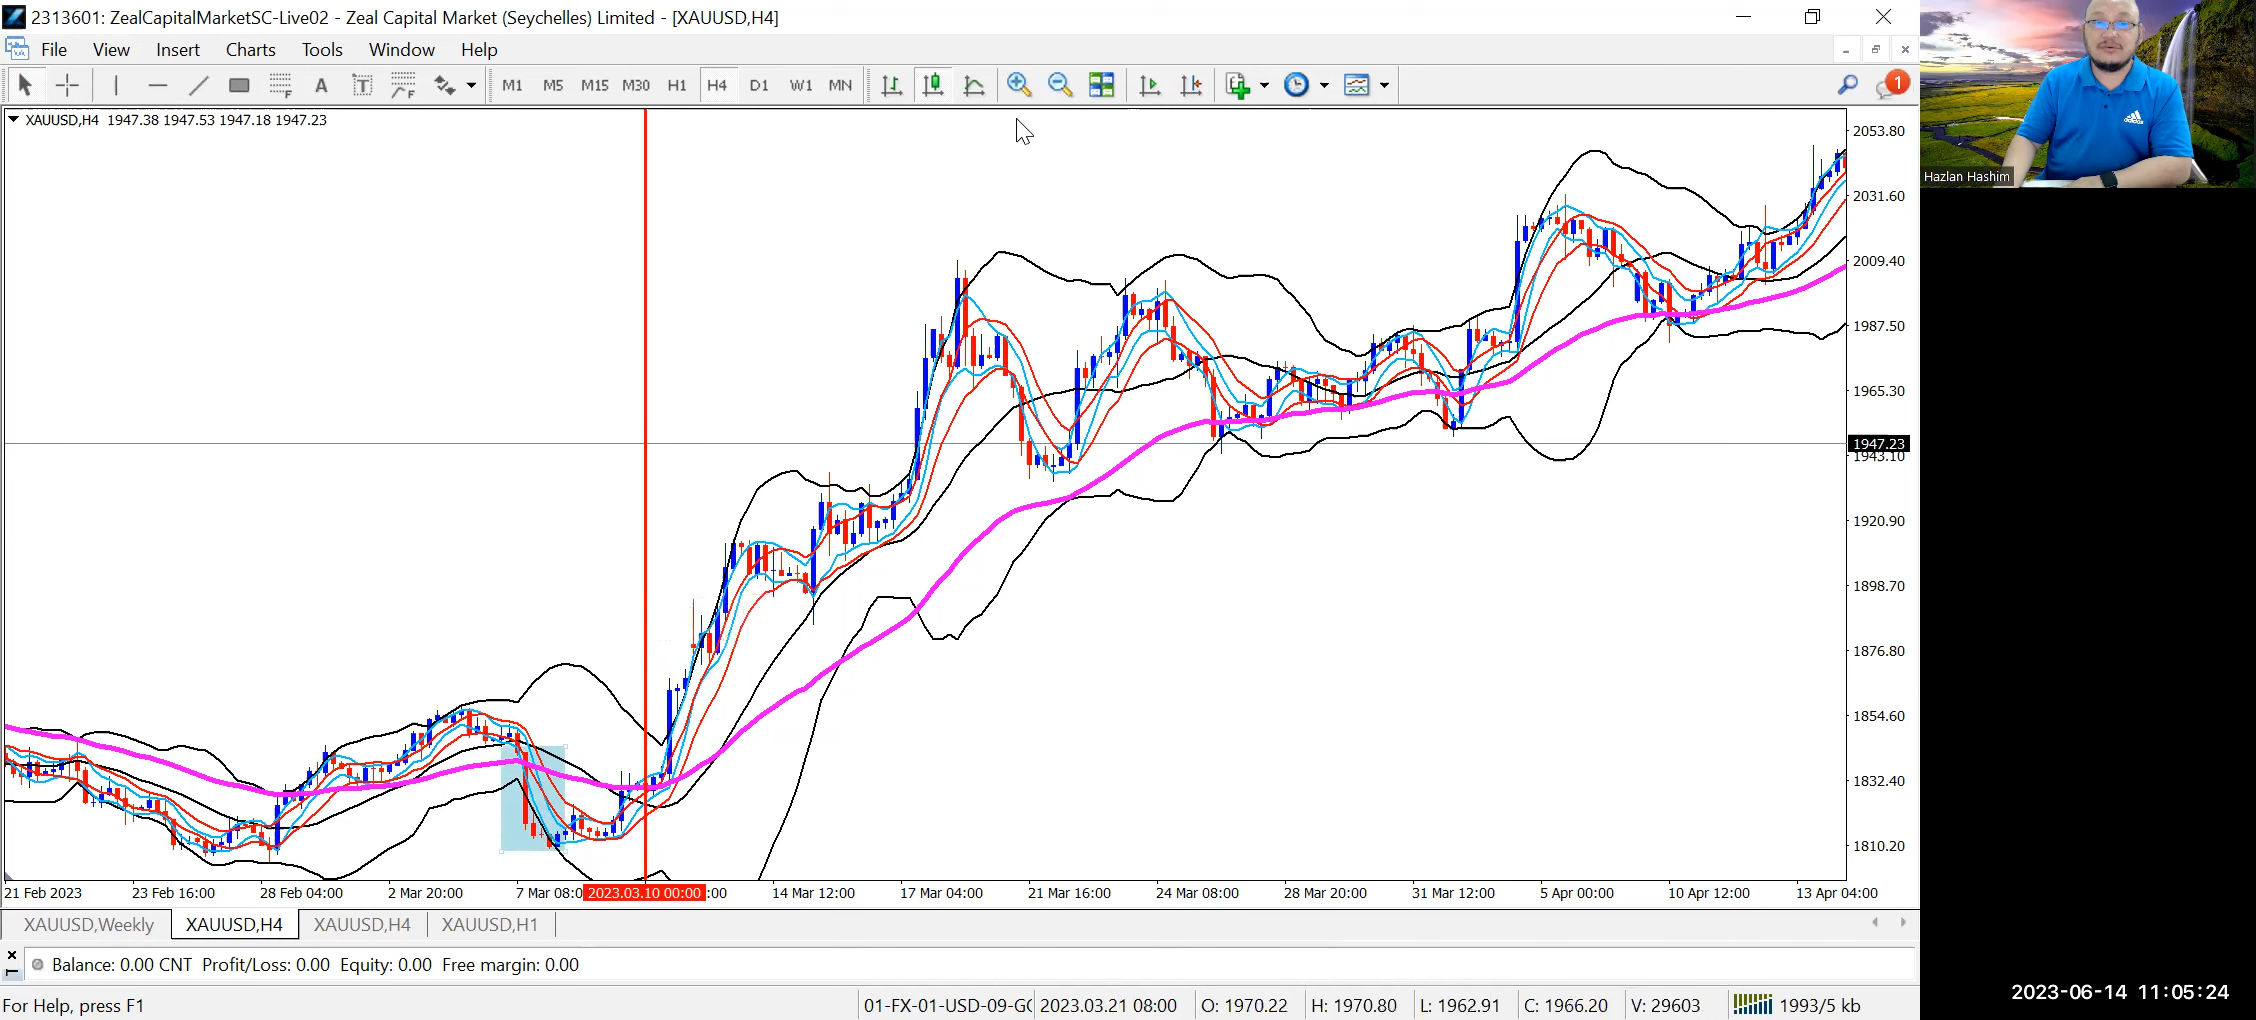 2313601: ZealCapitalMarketSC-Live02 - Zeal Capital Market (Seychelles) Limited - [XAUUSD,H4]
File View Insert Charts Tools Window Help
A T F F M1 M5 M15 M30 H1 H4 D1 W1 MN 1
XAUUSD,H4 1947.38 1947.53 1947.18 1947.23
adidas
Hazlan Hashim
2053.80
2031.60
2009.40
1987.50
1965.30
1947.23
1943.10
1920.90
1898.70
1876.80
1854.60
1832.40
1810.20
21 Feb 2023 23 Feb 16:00 28 Feb 04:00 2 Mar 20:00 7 Mar 08:0 2023.03.10 00:00 :00 14 Mar 12:00 17 Mar 04:00 21 Mar 16:00 24 Mar 08:00 28 Mar 20:00 31 Mar 12:00 5 Apr 00:00 10 Apr 12:00 13 Apr 04:00
XAUUSD,Weekly XAUUSD,H4 XAUUSD,H4 XAUUSD,H1
Balance: 0.00 CNT Profit/Loss: 0.00 Equity: 0.00 Free margin: 0.00
For Help, press F1 01-FX-01-USD-09-G 2023.03.21 08:00 O: 1970.22 H: 1970.80 L: 1962.91 C: 1966.20 V: 29603 1993/5 kb
2023-06-14 11:05:24